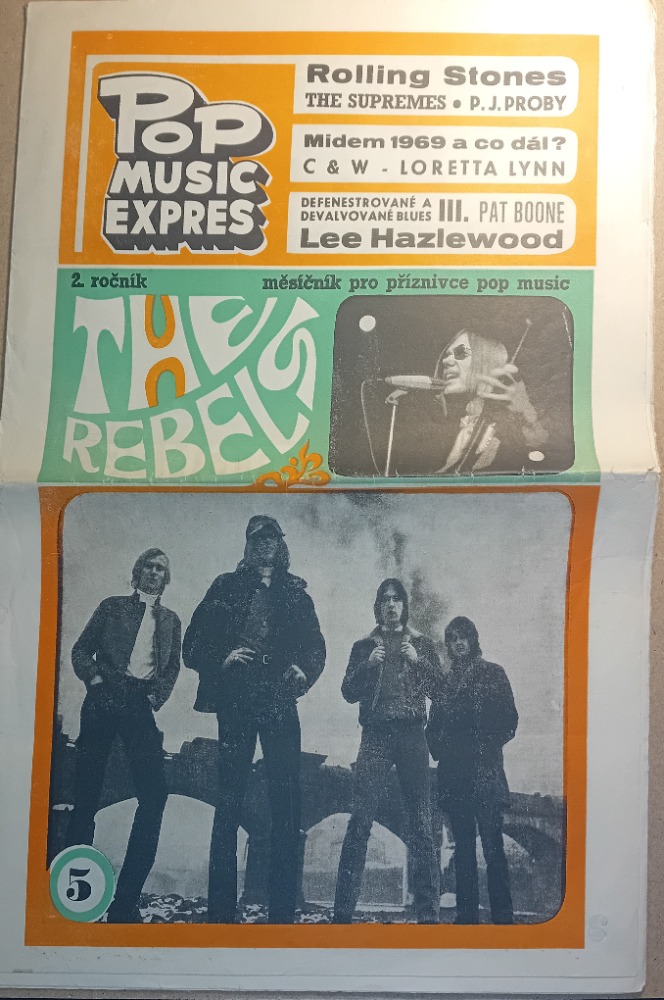 POP
MUSIC
EXPRES
Rolling Stones
THE SUPREMES • P.J.PROBY
Midem 1969 a co dál?
C & W - LORETTA LYNN
DEFENESTROVANÉ A
DEVALVOVANÉ BLUES III. PAT BOONE
Lee Hazlewood
2. ročník
měsíčník pro příznivce pop music
THE
REBELS
5